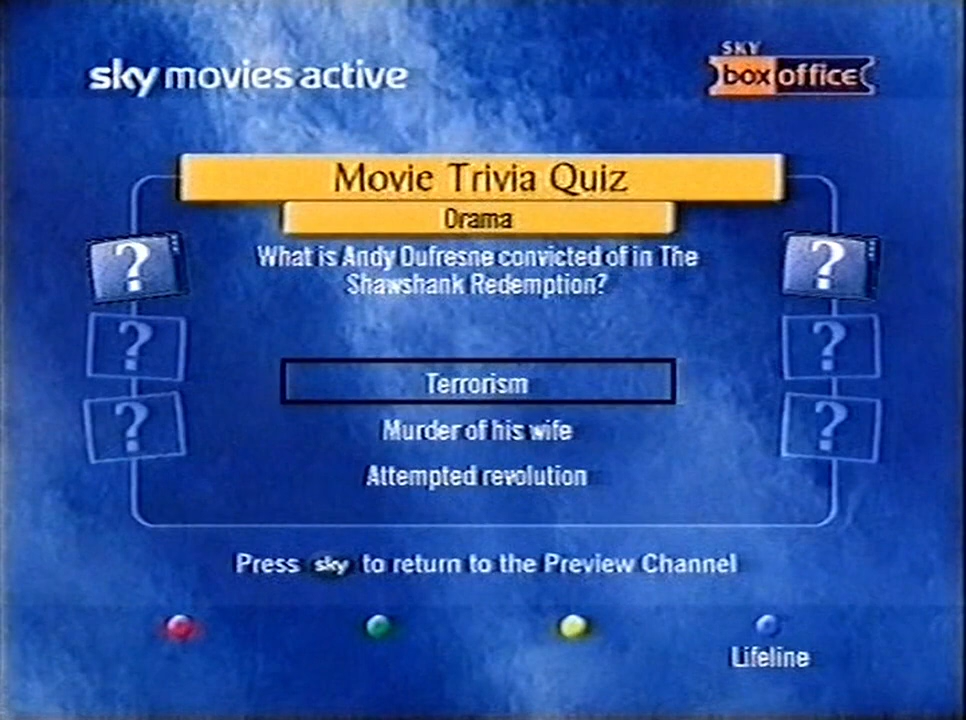 sky movies active
SKY
box office
Movie Trivia Quiz
Drama
What is Andy Dufresne convicted of in The
Shawshank Redemption?
?
?
?
?
?
?
Terrorism
Murder of his wife
Attempted revolution
Press sky to return to the Preview Channel
Lifeline